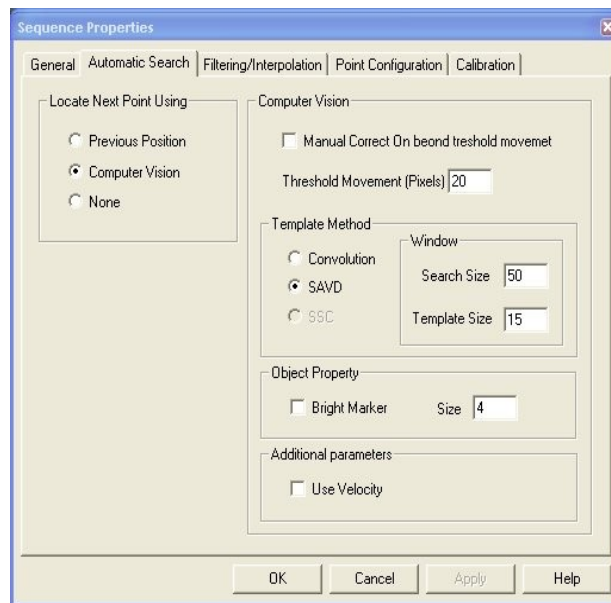 Sequence Properties
General Automatic Search Filtering/Interpolation Point Configuration Calibration
Locate Next Point Using
Previous Position
Computer Vision
None
Computer Vision
Manual Correct On beond treshold movemet
Threshold Movement (Pixels) 20
Template Method
Convolution
SAVD
SSC
Window
Search Size 50
Template Size 15
Object Property
Bright Marker Size 4
Additional parameters
Use Velocity
OK Cancel Apply Help